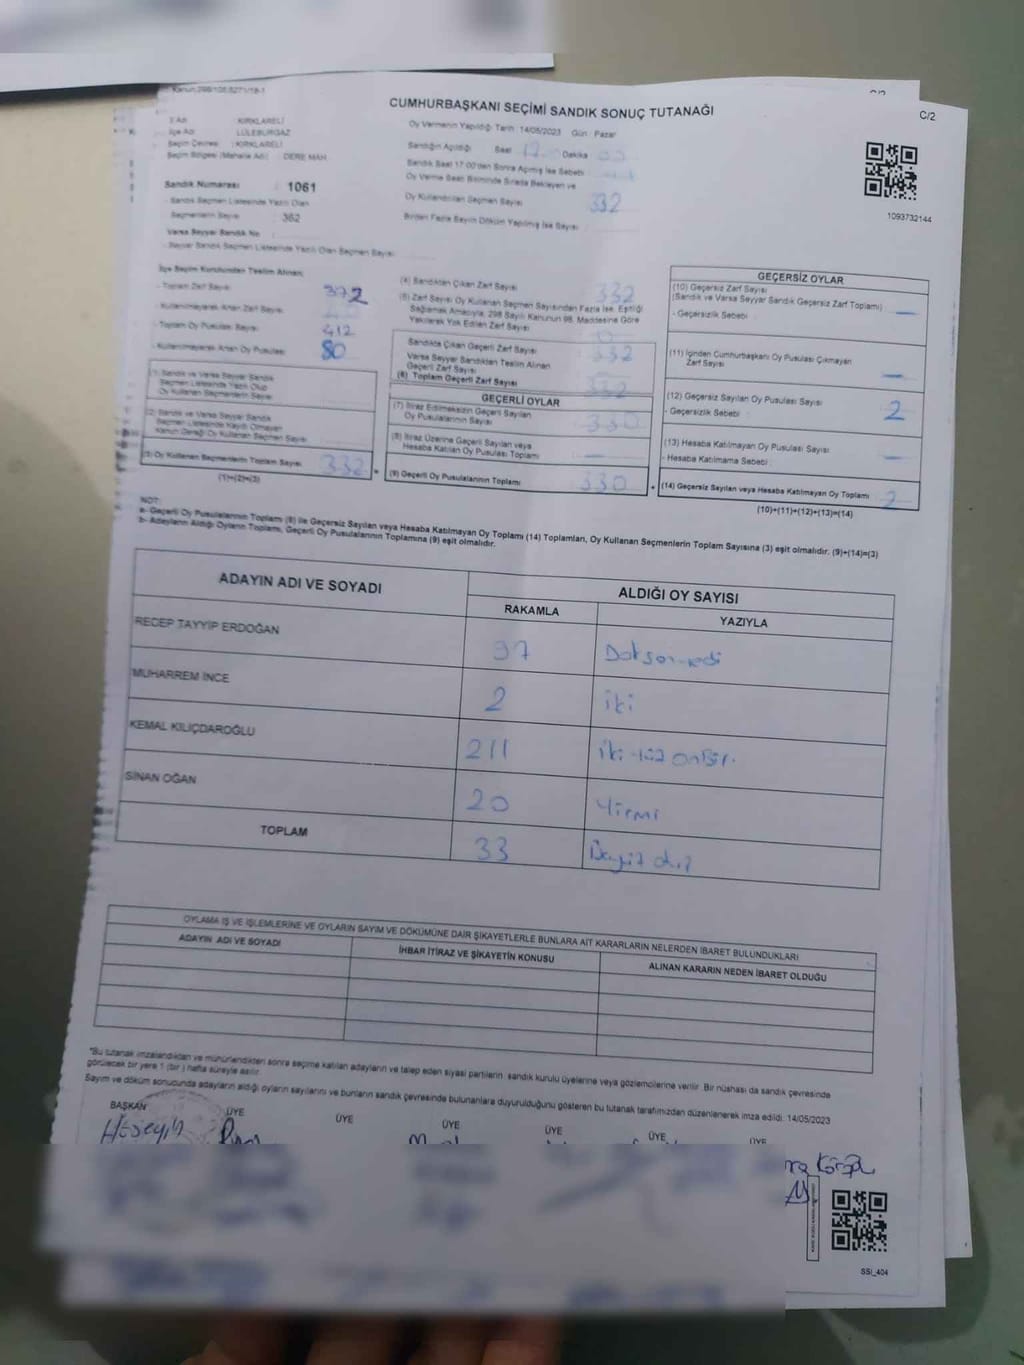 Kanun:298/105,6271/18-1
CUMHURBAŞKANI SEÇİMİ SANDIK SONUÇ TUTANAĞI
C/2
İl Adı : KIRKLARELİ
İlçe Adı : LÜLEBURGAZ
Seçim Çevresi : KIRKLARELİ
Seçim Bölgesi (Mahalle Adı) : DERE MAH.
Sandık Numarası : 1061
- Sandık Seçmen Listesinde Yazılı Olan
Seçmenlerin Sayısı : 362
Varsa Seyyar Sandık No
- Seyyar Sandık Seçmen Listesinde Yazılı Olan Seçmen Sayısı
Oy Vermenin Yapıldığı Tarih :14/05/2023 Gün : Pazar
Sandığın Açıldığı Saat Dakika
Sandık Saat 17:00'den Sonra Açmış İse Sebebi
Oy Verme Saati Bitiminde Sırada Bekleyen ve
Oy Kullandırılan Seçmen Sayısı 332
Birden Fazla Sayım Döküm Yapılmış İse Sayısı
1093732144
İlçe Seçim Kurulundan Teslim Alınan;
- Toplam Zarf Sayısı 372
- Kullanılmayarak Artan Zarf Sayısı
- Toplam Oy Pusulası Sayısı 412
- Kullanılmayarak Artan Oy Pusulası 80
(1) Sandık ve Varsa Seyyar Sandık
Seçmen Listesinde Yazılı Olup
Oy Kullanan Seçmenlerin Sayısı
(2) Sandık ve Varsa Seyyar Sandık
Seçmen Listesinde Kaydı Olmayan
Kanun Gereği Oy Kullanan Seçmen Sayısı
(3) Oy Kullanan Seçmenlerin Toplam Sayısı 332 =
(1)+(2)=(3)
(4) Sandıktan Çıkan Zarf Sayısı 332
(5) Zarf Sayısı Oy Kullanan Seçmen Sayısından Fazla İse, Eşitliği
Sağlamak Amacıyla, 298 Sayılı Kanunun 98. Maddesine Göre
Yakılarak Yok Edilen Zarf Sayısı
Sandıkta Çıkan Geçerli Zarf Sayısı 332
Varsa Seyyar Sandıktan Teslim Alınan
Geçerli Zarf Sayısı
(6) Toplam Geçerli Zarf Sayısı 332
GEÇERLİ OYLAR
(7) İtiraz Edilmeksizin Geçerli Sayılan
Oy Pusulalarının Sayısı 330
(8) İtiraz Üzerine Geçerli Sayılan veya
Hesaba Katılan Oy Pusulası Toplamı —
(9) Geçerli Oy Pusulalarının Toplamı 330 +
GEÇERSİZ OYLAR
(10) Geçersiz Zarf Sayısı
(Sandık ve Varsa Seyyar Sandık Geçersiz Zarf Toplamı) —
- Geçersizlik Sebebi :
(11) İçinden Cumhurbaşkanı Oy Pusulası Çıkmayan
Zarf Sayısı —
(12) Geçersiz Sayılan Oy Pusulası Sayısı 2
- Geçersizlik Sebebi :
(13) Hesaba Katılmayan Oy Pusulası Sayısı —
- Hesaba Katılmama Sebebi :
(14) Geçersiz Sayılan veya Hesaba Katılmayan Oy Toplamı 2
(10)+(11)+(12)+(13)=(14)
NOT:
a- Geçerli Oy Pusulasının Toplamı (9) ile Geçersiz Sayılan veya Hesaba Katılmayan Oy Toplamı (14) Toplamları, Oy Kullanan Seçmenlerin Toplam Sayısına (3) eşit olmalıdır. (9)+(14)=(3)
b- Adayların Aldığı Oyların Toplamı, Geçerli Oy Pusulalarının Toplamına (9) eşit olmalıdır.
ADAYIN ADI VE SOYADI
ALDIĞI OY SAYISI
RAKAMLA YAZIYLA
RECEP TAYYİP ERDOĞAN 97 Doksanyedi
MUHARREM İNCE 2 iki
KEMAL KILIÇDAROĞLU 211 iki yüz onbir
SİNAN OĞAN 20 Yirmi
TOPLAM 33
OYLAMA İŞ VE İŞLEMLERİNE VE OYLARIN SAYIM VE DÖKÜMÜNE DAİR ŞİKAYETLERLE BUNLARA AİT KARARLARIN NELERDEN İBARET BULUNDUKLARI
ADAYIN ADI VE SOYADI İHBAR İTİRAZ VE ŞİKAYETİN KONUSU ALINAN KARARIN NEDEN İBARET OLDUĞU
"Bu tutanak imzalandıktan ve mühürlendikten sonra seçime katılan adayların ve talep eden siyasi partilerin, sandık kurulu üyelerine veya gözlemcilerine verilir. Bir nüshası da sandık çevresinde
görülecek bir yere 1 (bir) hafta süreyle asılır.
Sayım ve döküm sonucunda adayların aldığı oyların sayılarını ve bunların sandık çevresinde bulunanlara duyurulduğunu gösteren bu tutanak tarafımızdan düzenlenerek imza edildi. 14/05/2023
BAŞKAN ÜYE ÜYE ÜYE ÜYE ÜYE ÜYE
Hüseyin
SSİ_404